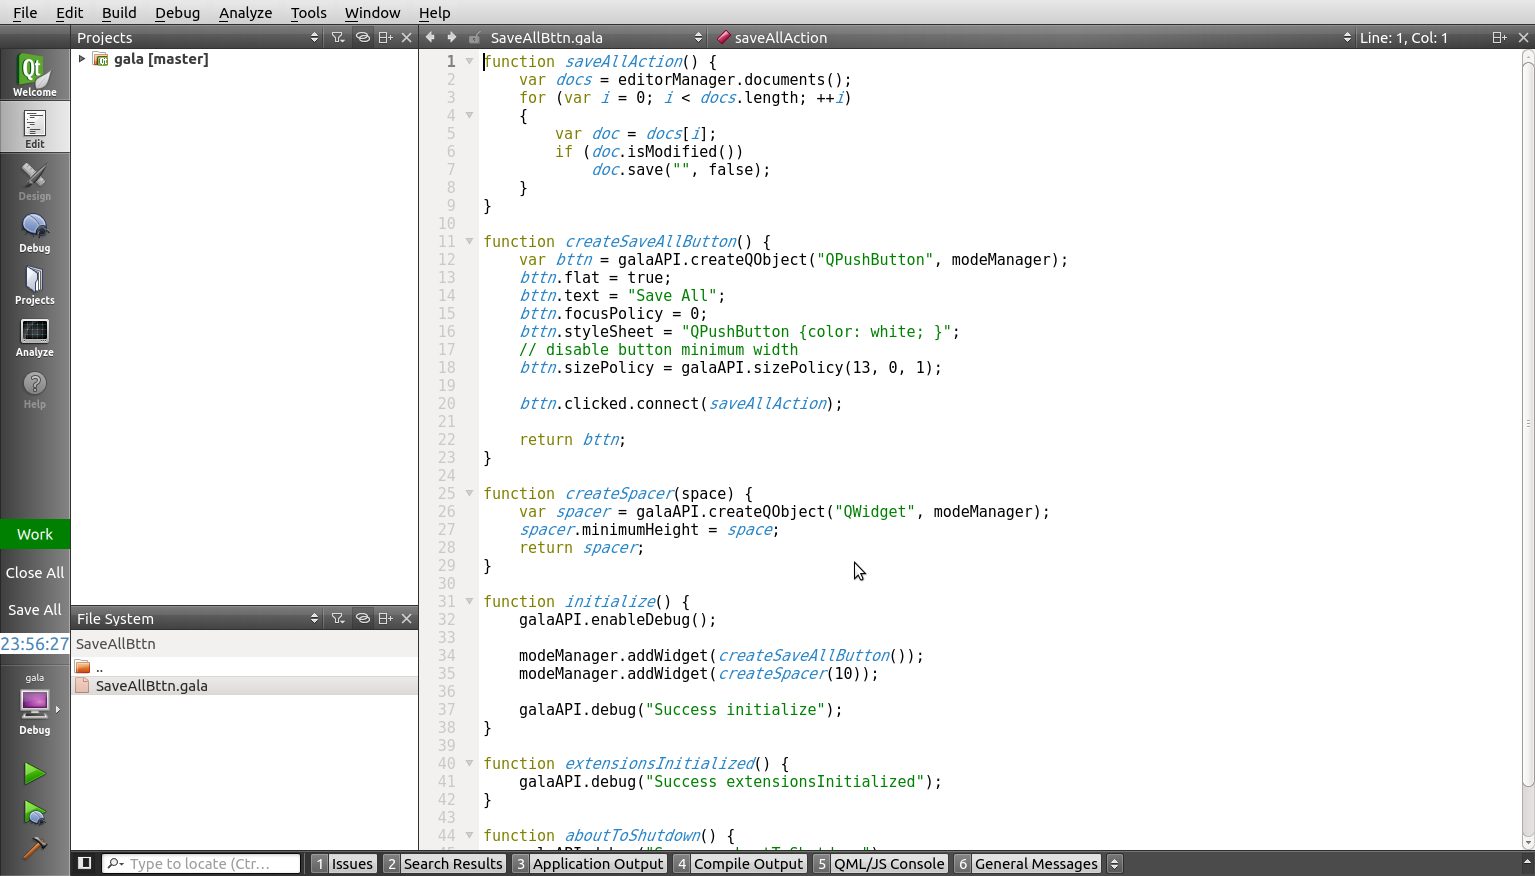 File Edit Build Debug Analyze Tools Window Help
Projects
SaveAllBttn.gala
saveAllAction
Line: 1, Col: 1
Qt
Welcome
Edit
Design
Debug
Projects
Analyze
?
Help
Work
Close All
Save All
23:56:27
gala
Debug
gala [master]
File System
SaveAllBttn
..
SaveAllBttn.gala
1 function saveAllAction() {
2     var docs = editorManager.documents();
3     for (var i = 0; i < docs.length; ++i)
4     {
5         var doc = docs[i];
6         if (doc.isModified())
7             doc.save("", false);
8     }
9 }
10
11 function createSaveAllButton() {
12     var bttn = galaAPI.createQObject("QPushButton", modeManager);
13     bttn.flat = true;
14     bttn.text = "Save All";
15     bttn.focusPolicy = 0;
16     bttn.styleSheet = "QPushButton {color: white; }";
17     // disable button minimum width
18     bttn.sizePolicy = galaAPI.sizePolicy(13, 0, 1);
19
20     bttn.clicked.connect(saveAllAction);
21
22     return bttn;
23 }
24
25 function createSpacer(space) {
26     var spacer = galaAPI.createQObject("QWidget", modeManager);
27     spacer.minimumHeight = space;
28     return spacer;
29 }
30
31 function initialize() {
32     galaAPI.enableDebug();
33
34     modeManager.addWidget(createSaveAllButton());
35     modeManager.addWidget(createSpacer(10));
36
37     galaAPI.debug("Success initialize");
38 }
39
40 function extensionsInitialized() {
41     galaAPI.debug("Success extensionsInitialized");
42 }
43
44 function aboutToShutdown() {
Type to locate (Ctr...
1 Issues
2 Search Results
3 Application Output
4 Compile Output
5 QML/JS Console
6 General Messages